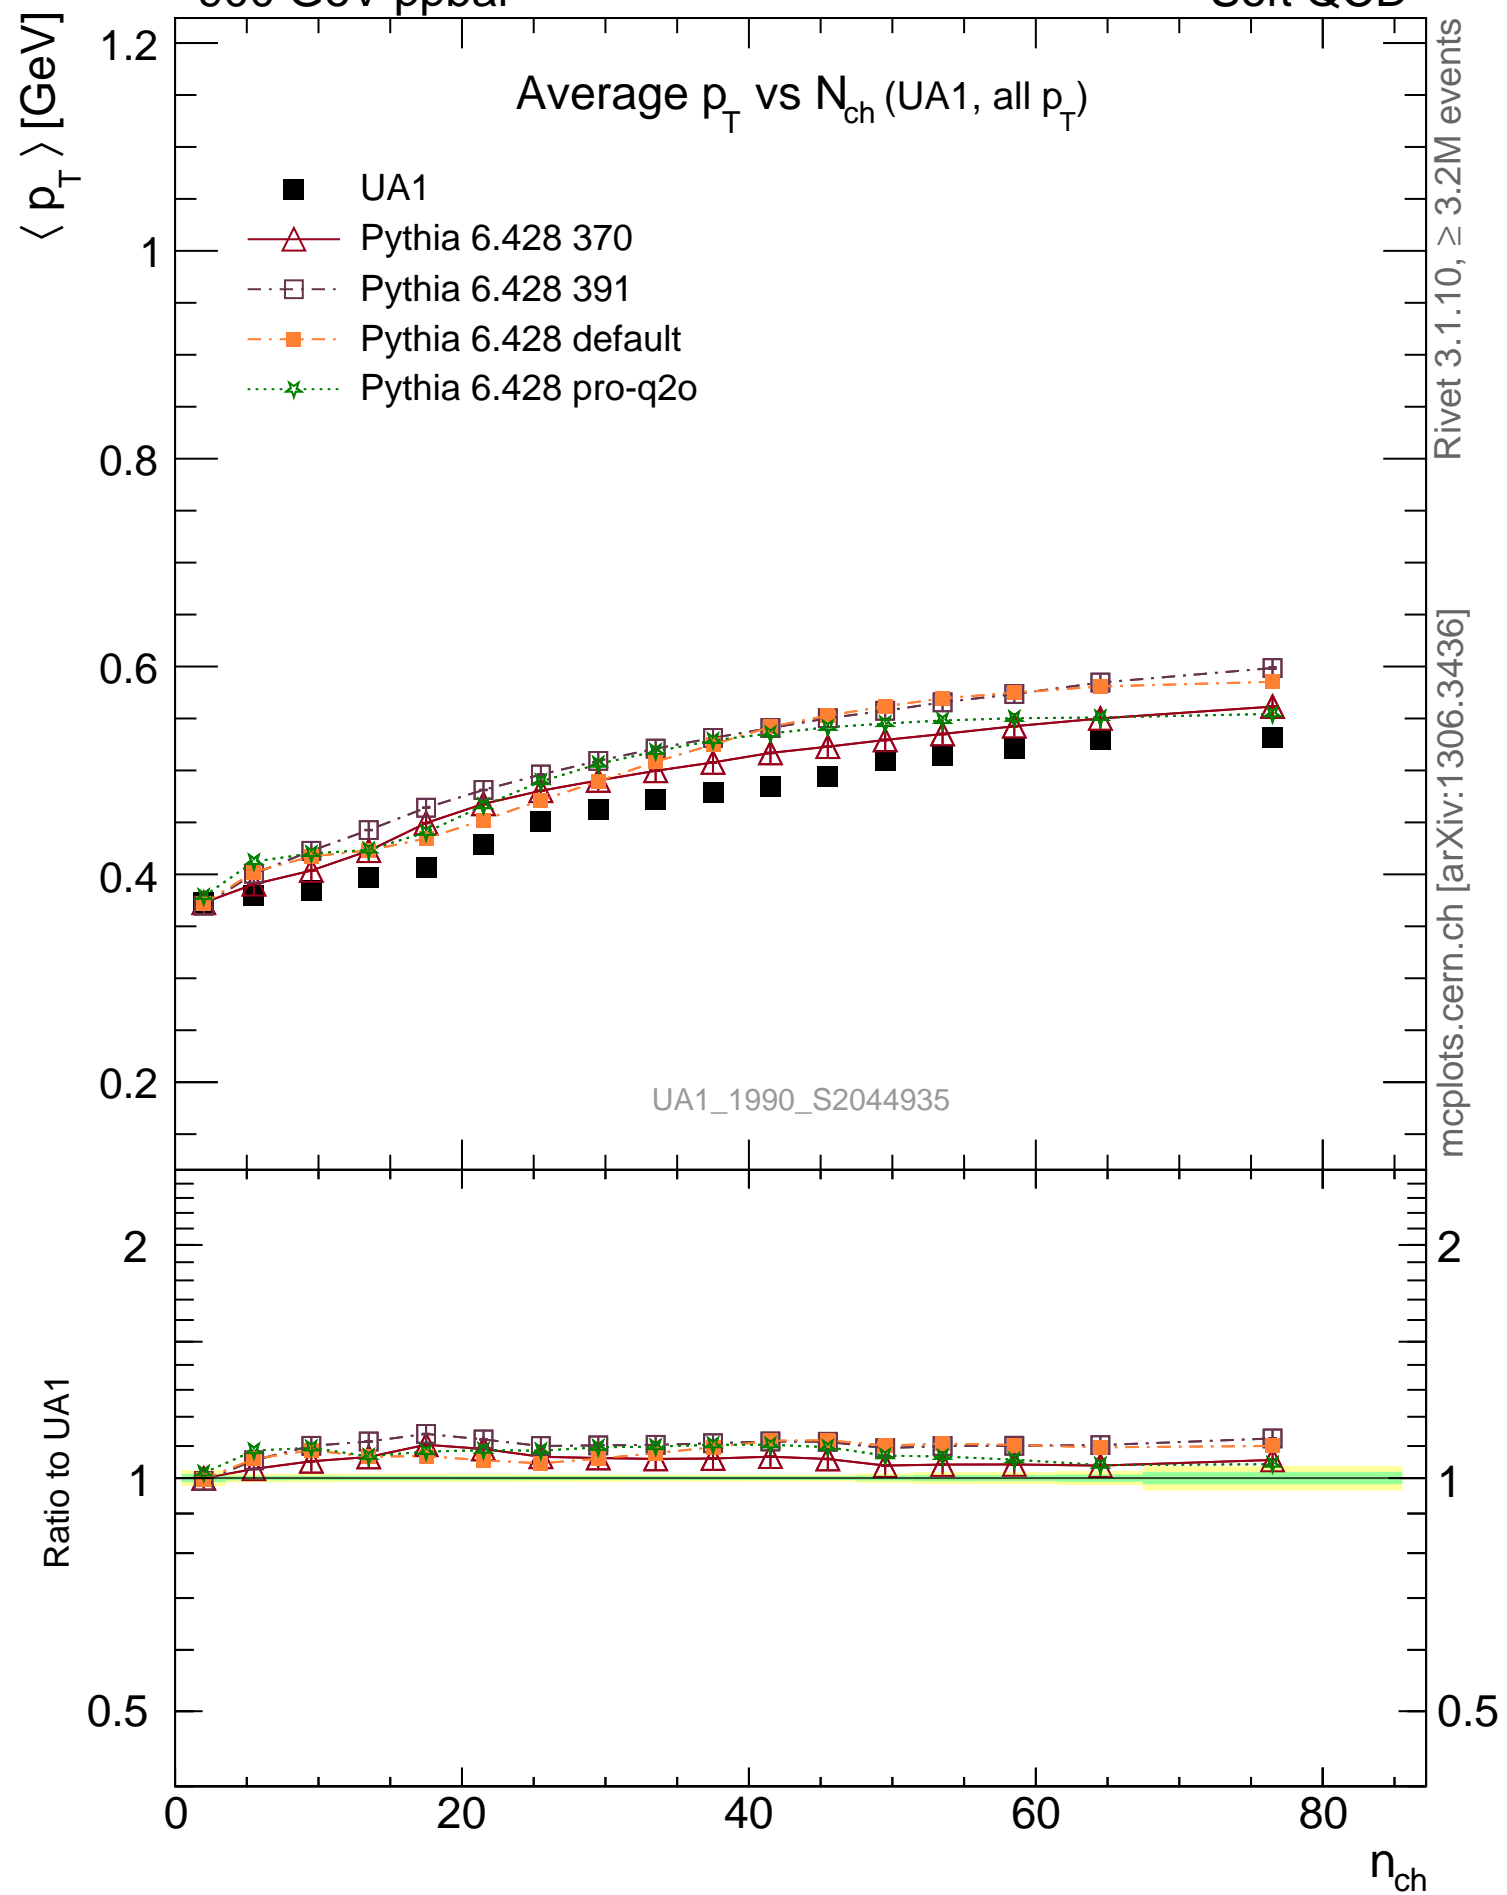 ⟨ p_T ⟩ [GeV]
Average p_T vs N_ch (UA1, all p_T)
UA1
Pythia 6.428 370
Pythia 6.428 391
Pythia 6.428 default
Pythia 6.428 pro-q2o
1.2
1
0.8
0.6
0.4
0.2
UA1_1990_S2044935
Rivet 3.1.10, ≥ 3.2M events
mcplots.cern.ch [arXiv:1306.3436]
Ratio to UA1
2
1
0.5
2
1
0.5
0 20 40 60 80
n_ch